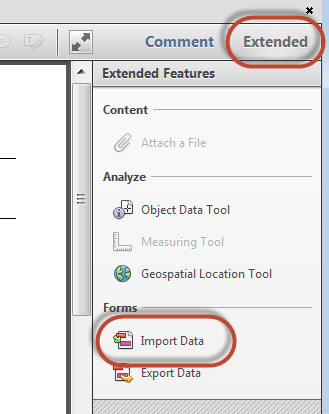 Comment Extended
Extended Features
Content
Attach a File
Analyze
Object Data Tool
Measuring Tool
Geospatial Location Tool
Forms
Import Data
Export Data